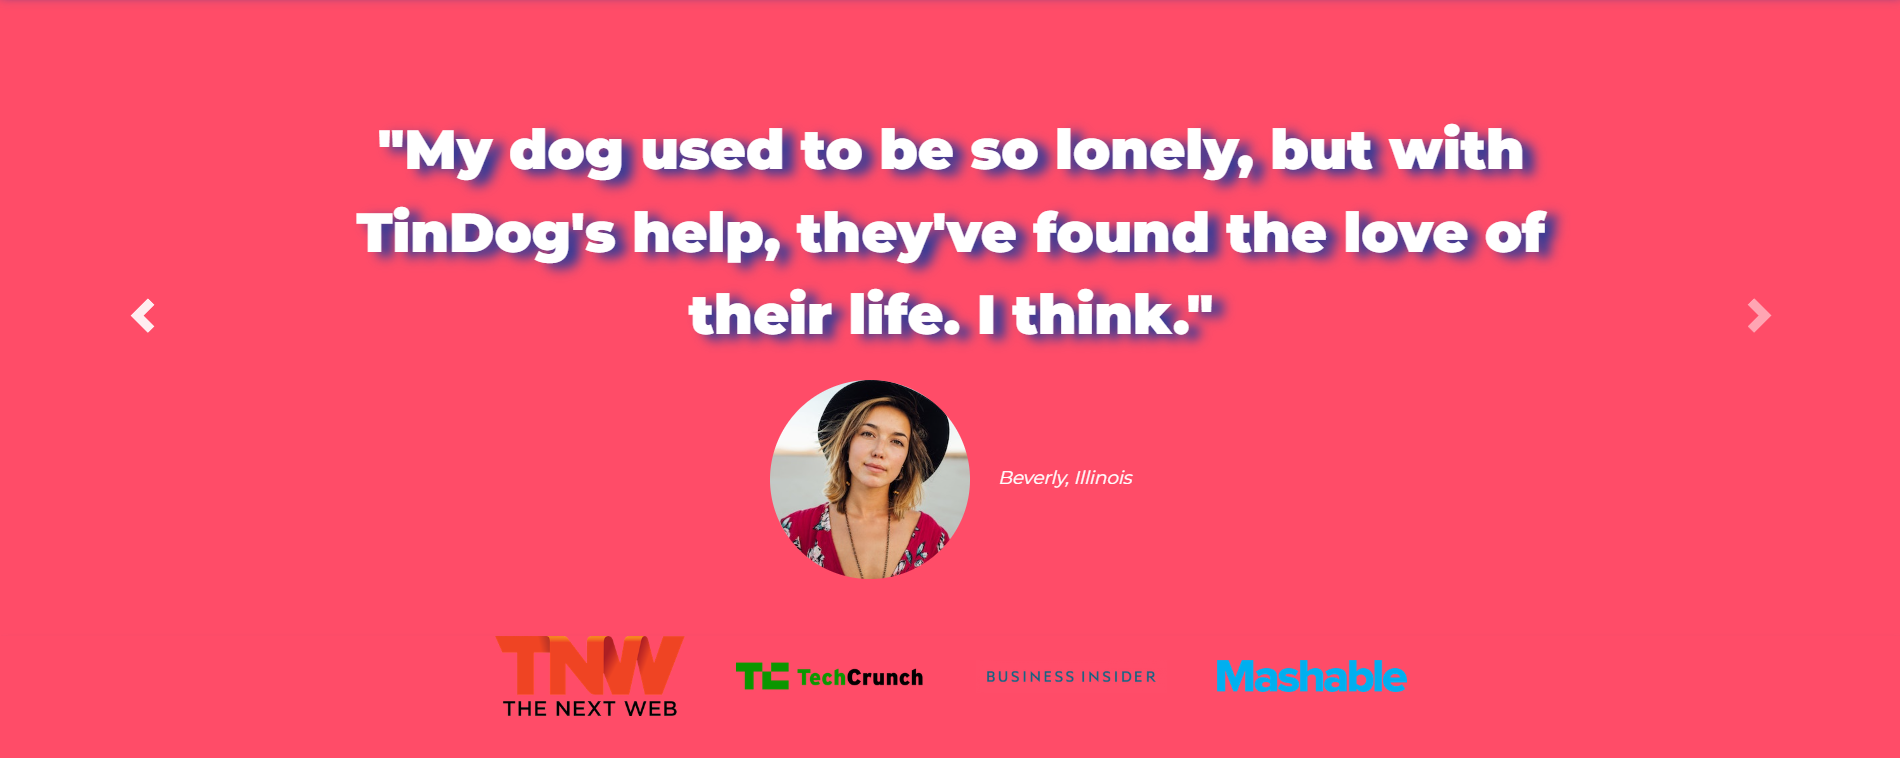 "My dog used to be so lonely, but with
TinDog's help, they've found the love of
their life. I think."
Beverly, Illinois
TNW
THE NEXT WEB
TC TechCrunch
BUSINESS INSIDER
Mashable